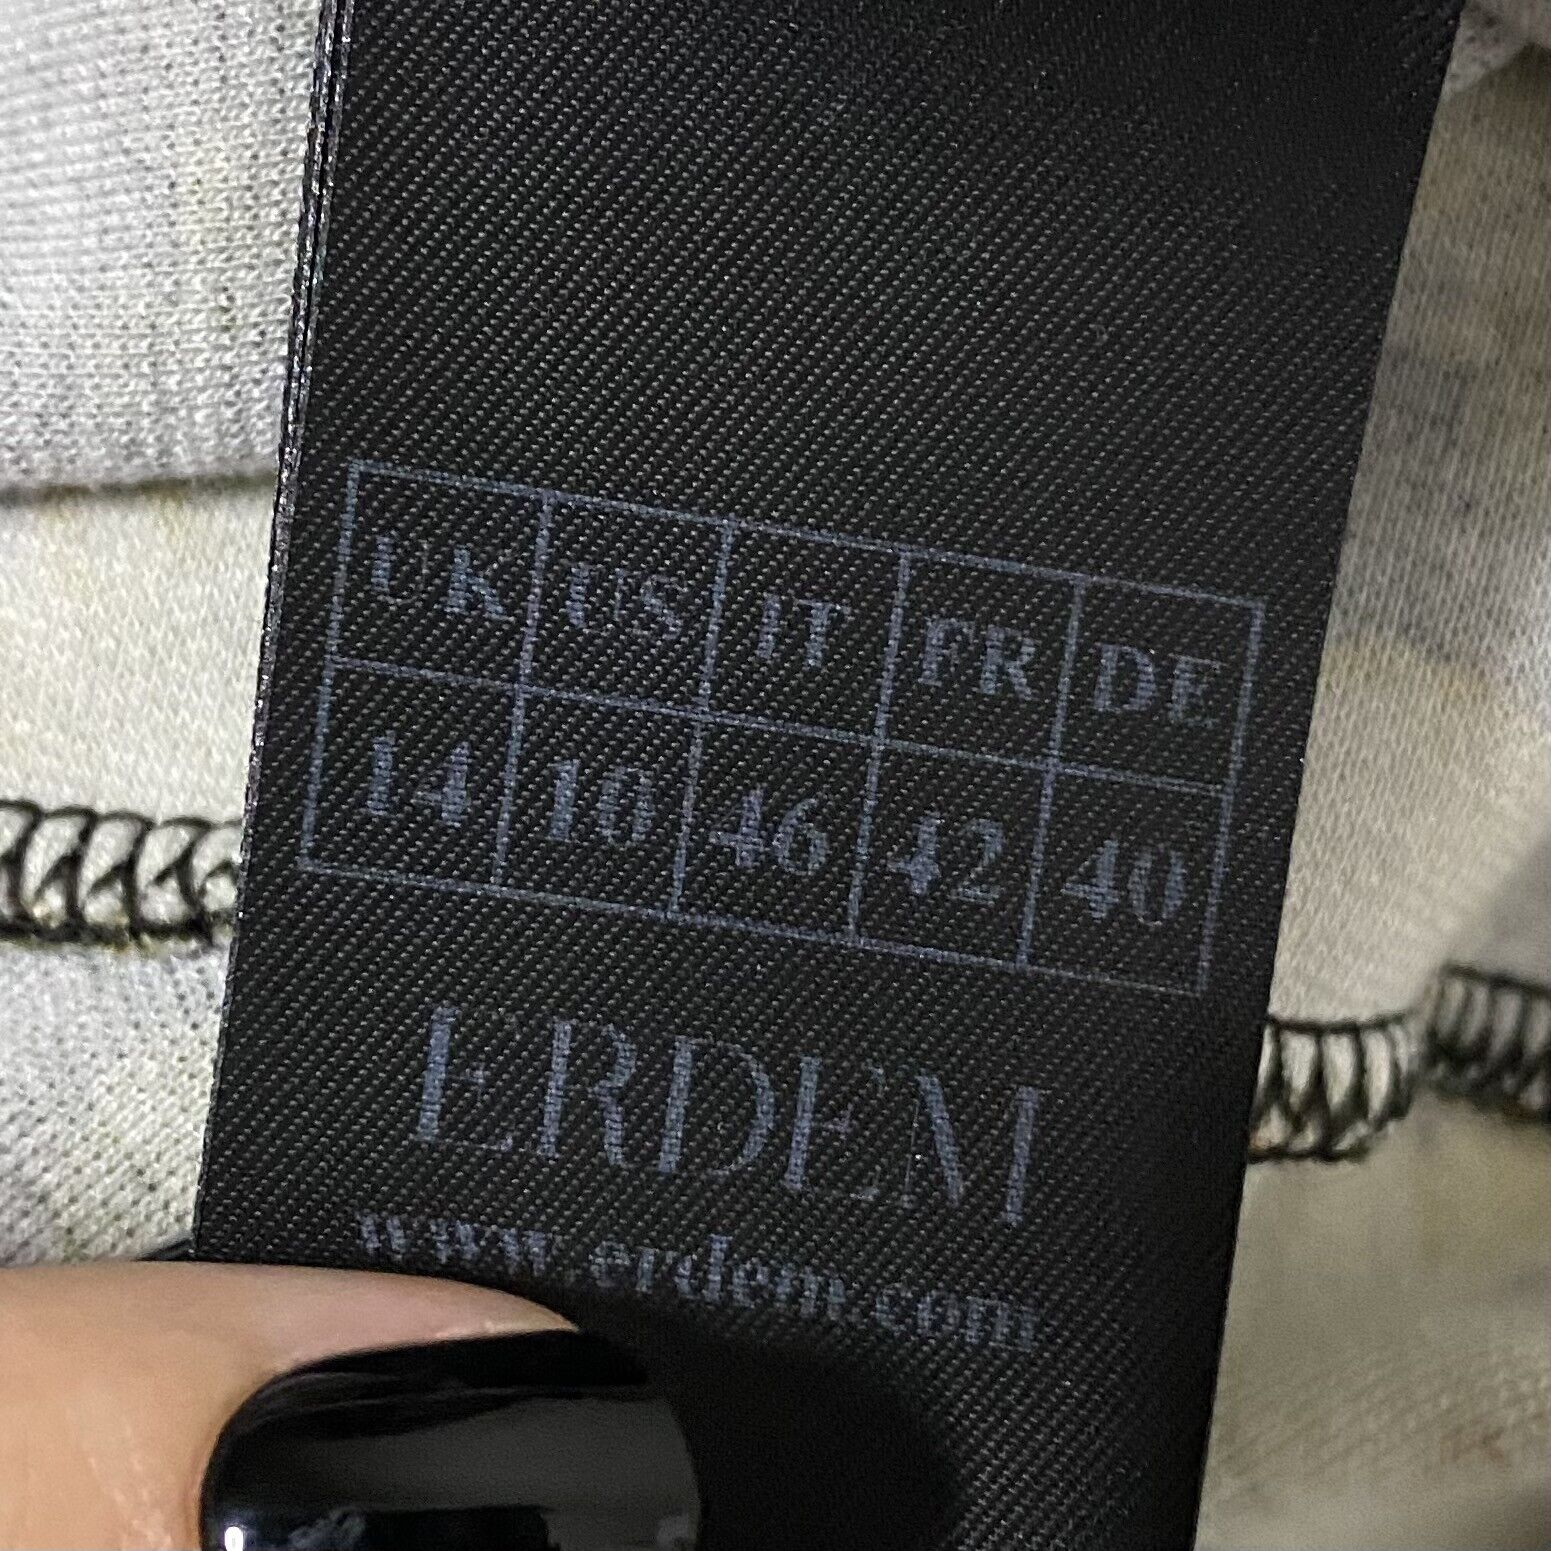 UK US IT FR DE
14 10 46 42 40
ERDEM
www.erdem.com